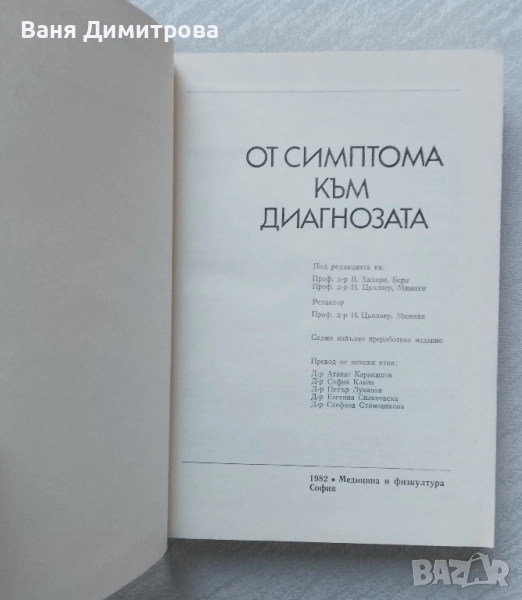 Ваня Димитрова
ОТ СИМПТОМА
КЪМ
ДИАГНОЗАТА
Под редакцията на:
Проф. д-р В. Хадорн, Берн
Проф. д-р Н. Цьолнер, Мюнхен
Редактор
Проф. д-р Н. Цьолнер, Мюнхен
Седмо напълно преработено издание
Превод от немски език:
Д-р Атанас Каракашов
Д-р София Клайн
Д-р Петър Луканов
Д-р Евгения
Д-р Стефана Стомонякова
1982 • Медицина и физкултура
София
BAZAR